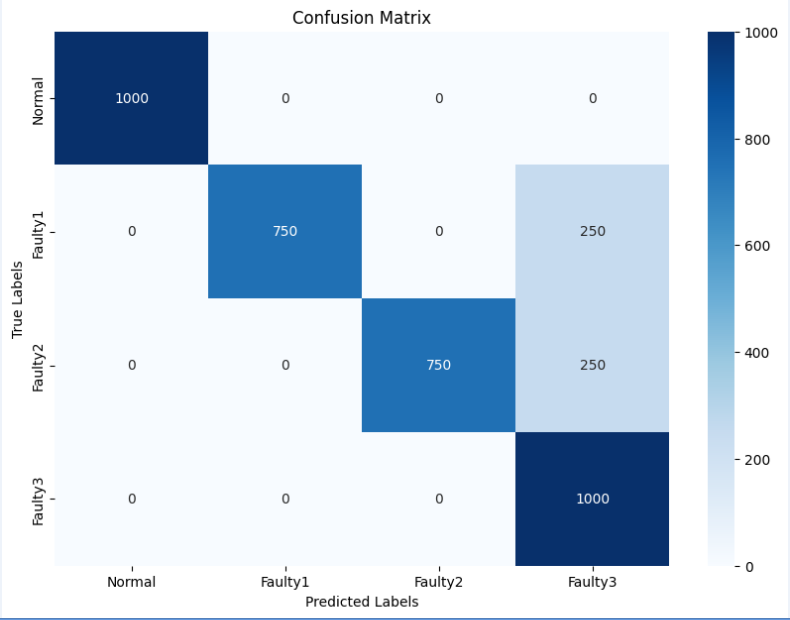 Confusion Matrix
True Labels
Normal
1000 0 0 0
Faulty1
0 750 0 250
Faulty2
0 0 750 250
Faulty3
0 0 0 1000
Normal Faulty1 Faulty2 Faulty3
Predicted Labels
1000
800
600
400
200
0